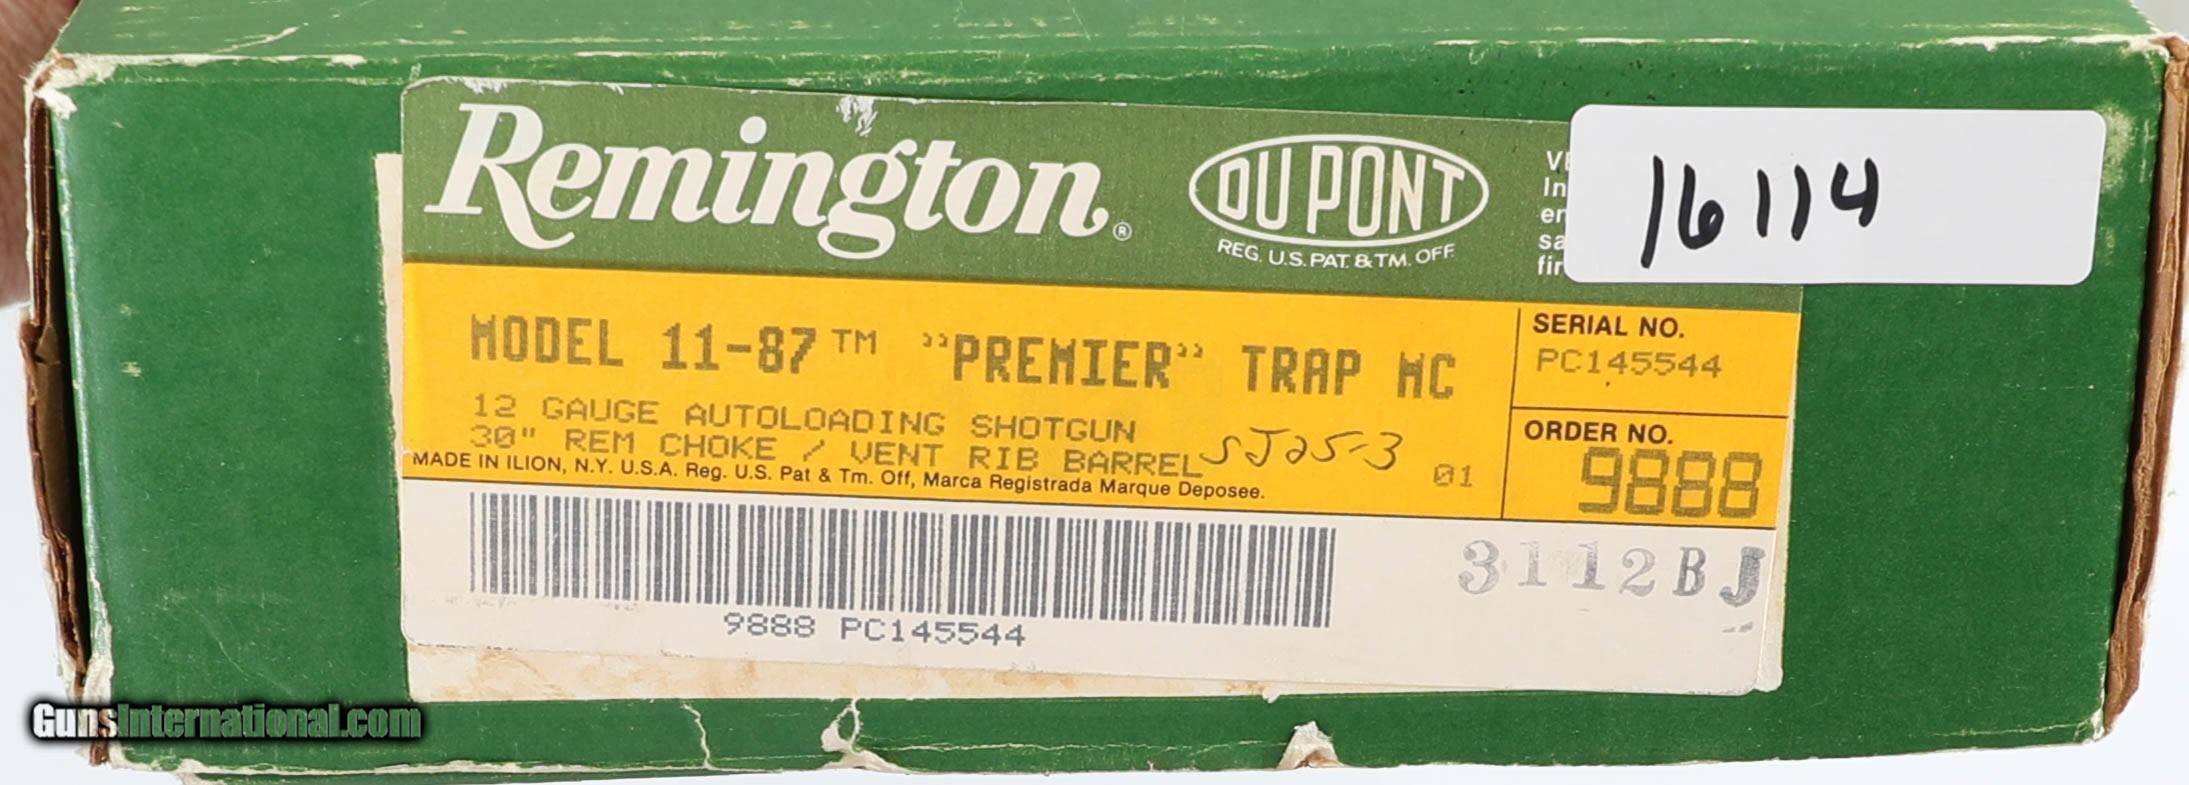 Remington®
DU PONT
REG. U.S. PAT. & TM. OFF.
16114
MODEL 11-87™ "PREMIER" TRAP MC
12 GAUGE AUTOLOADING SHOTGUN
30" REM CHOKE / VENT RIB BARREL
SJ25-3
01
MADE IN ILION, N.Y. U.S.A. Reg. U.S. Pat & Tm. Off, Marca Registrada Marque Deposee.
SERIAL NO.
PC145544
ORDER NO.
9888
3112BJ
9888 PC145544
GunsInternational.com